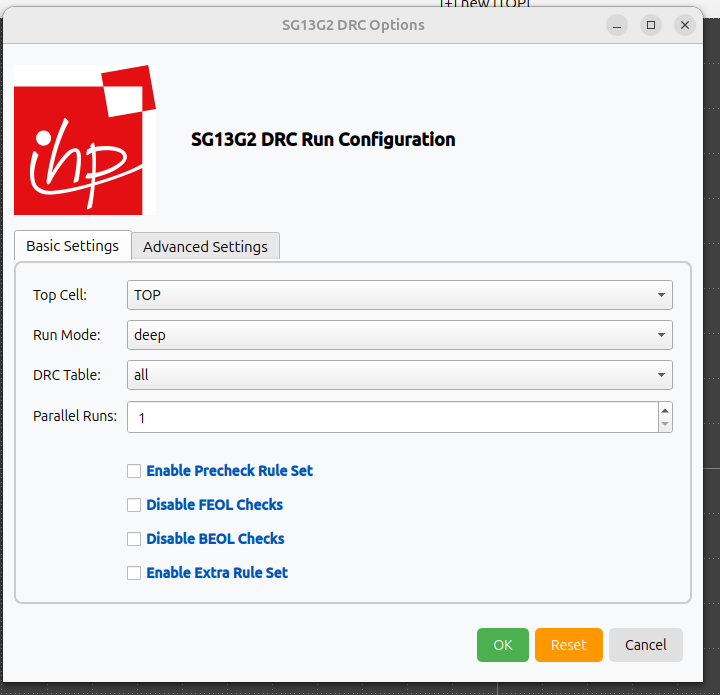 [+] new [TOP]
SG13G2 DRC Options
ihp
SG13G2 DRC Run Configuration
Basic Settings
Advanced Settings
Top Cell:
TOP
Run Mode:
deep
DRC Table:
all
Parallel Runs:
1
Enable Precheck Rule Set
Disable FEOL Checks
Disable BEOL Checks
Enable Extra Rule Set
OK
Reset
Cancel